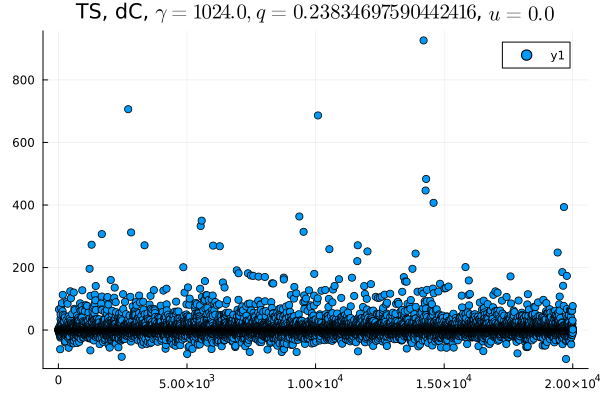 TS, dC, γ = 1024.0, q = 0.23834697590442416, u = 0.0
y1
800
600
400
200
0
0 5.00×10³ 1.00×10⁴ 1.50×10⁴ 2.00×10⁴